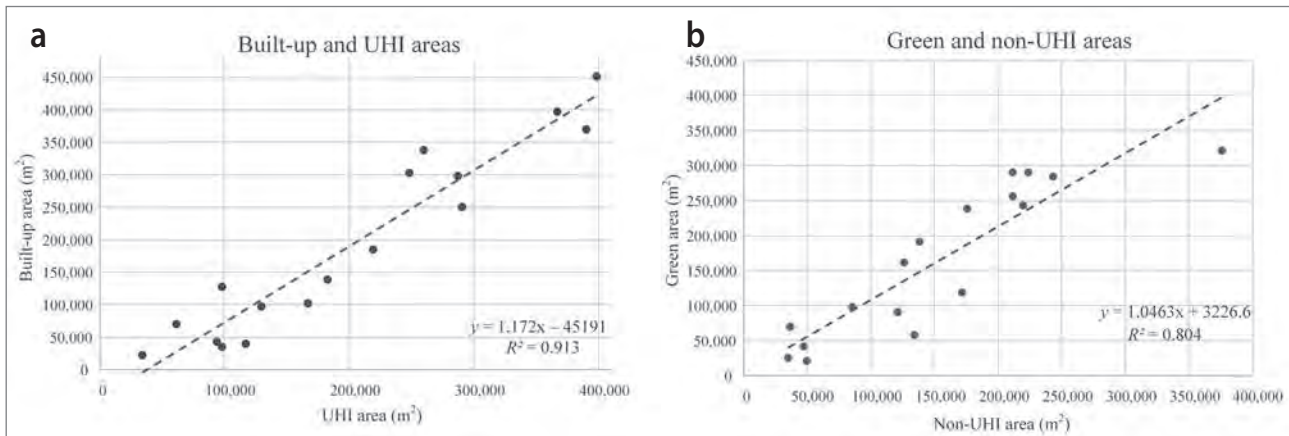 a
Built-up and UHI areas
450,000
400,000
350,000
300,000
250,000
200,000
150,000
100,000
50,000
0
Built-up area (m²)
0
100,000
200,000
300,000
400,000
UHI area (m²)
y = 1.172x – 45191
R² = 0.913
b
Green and non-UHI areas
450,000
400,000
350,000
300,000
250,000
200,000
150,000
100,000
50,000
0
Green area (m²)
0
50,000
100,000
150,000
200,000
250,000
300,000
350,000
400,000
Non-UHI area (m²)
y = 1.0463x + 3226.6
R² = 0.804